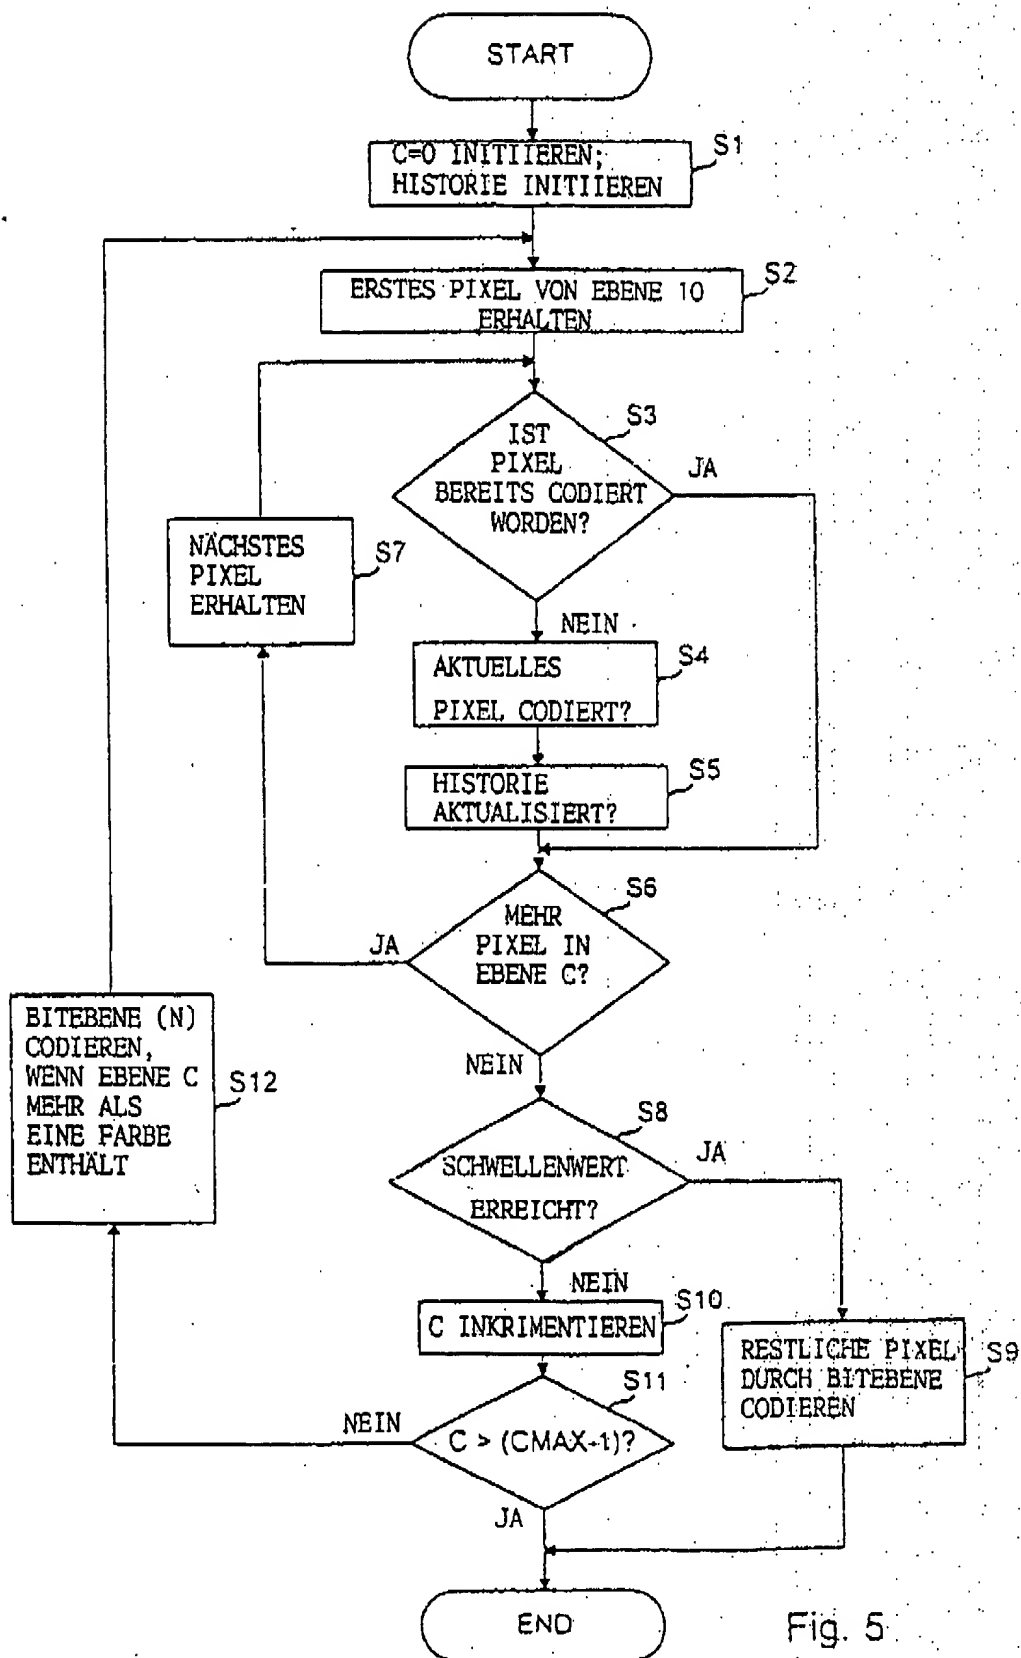 START
C=0 INITIIEREN;
HISTORIE INITIIEREN
S1
ERSTES PIXEL VON EBENE 10
ERHALTEN
S2
IST
PIXEL
BEREITS CODIERT
WORDEN?
S3
JA
NÄCHSTES
PIXEL
ERHALTEN
S7
NEIN
AKTUELLES
PIXEL CODIERT?
S4
HISTORIE
AKTUALISIERT?
S5
MEHR
PIXEL IN
EBENE C?
S6
JA
NEIN
BITEBENE (N)
CODIEREN,
WENN EBENE C
MEHR ALS
EINE FARBE
ENTHÄLT
S12
SCHWELLENWERT
ERREICHT?
S8
JA
NEIN
C INKRIMENTIEREN
S10
RESTLICHE PIXEL
DURCH BITEBENE
CODIEREN
S9
C > (CMAX-1)?
S11
NEIN
JA
END
Fig. 5